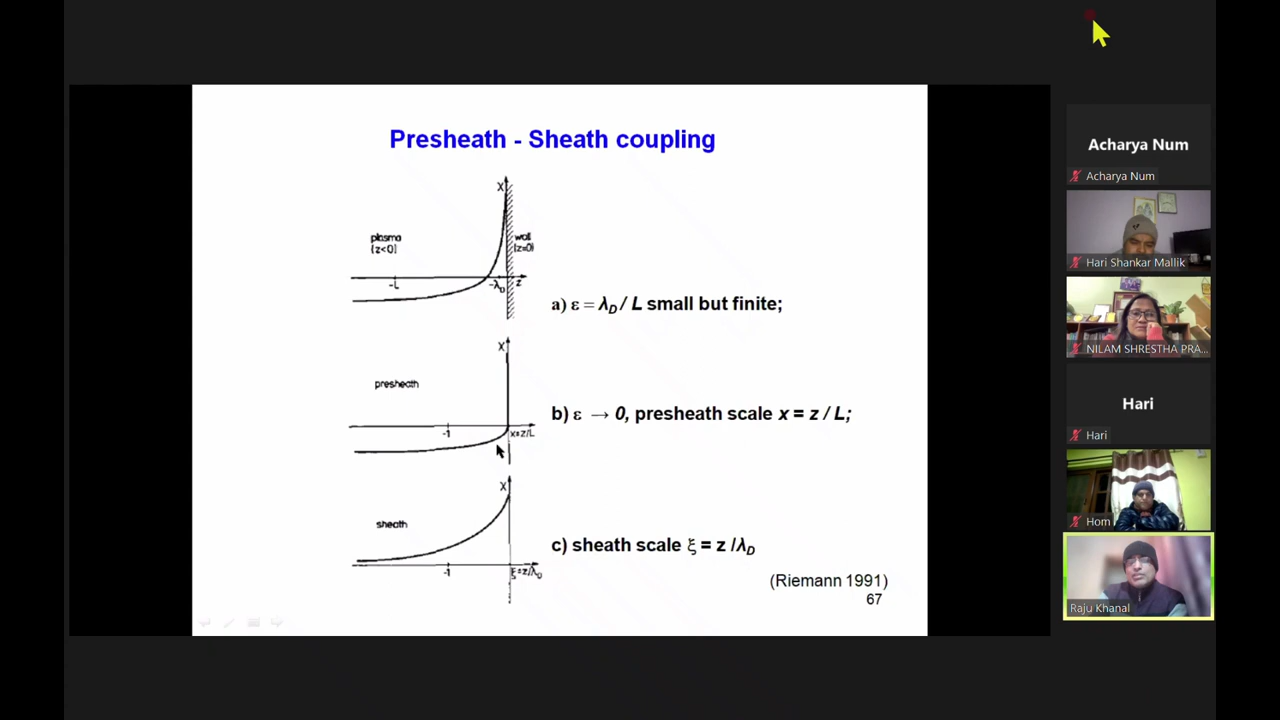 Presheath - Sheath coupling
X
plasma
(z<0)
wall
(z=0)
-L
-λD
z
a) ε = λD / L small but finite;
X
presheath
-1
x=z/L
b) ε → 0, presheath scale x = z / L;
X
sheath
-1
ξ=z/λD
c) sheath scale ξ = z /λD
(Riemann 1991)
67
Acharya Num
Acharya Num
Hari Shankar Mallik
NILAM SHRESTHA PRA...
Hari
Hari
Hom
Raju Khanal